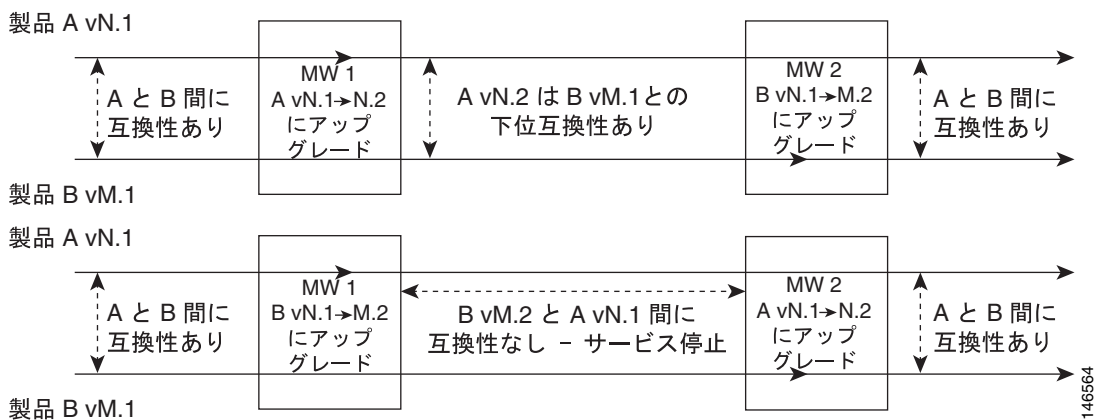 製品 A vN.1
A と B 間に
互換性あり
MW 1
A vN.1→N.2
にアップ
グレード
A vN.2 は B vM.1との
下位互換性あり
MW 2
B vN.1→M.2
にアップ
グレード
A と B 間に
互換性あり
製品 B vM.1
製品 A vN.1
A と B 間に
互換性あり
MW 1
B vN.1→M.2
にアップ
グレード
B vM.2 と A vN.1 間に
互換性なし − サービス停止
MW 2
A vN.1→N.2
にアップ
グレード
A と B 間に
互換性あり
製品 B vM.1
146564